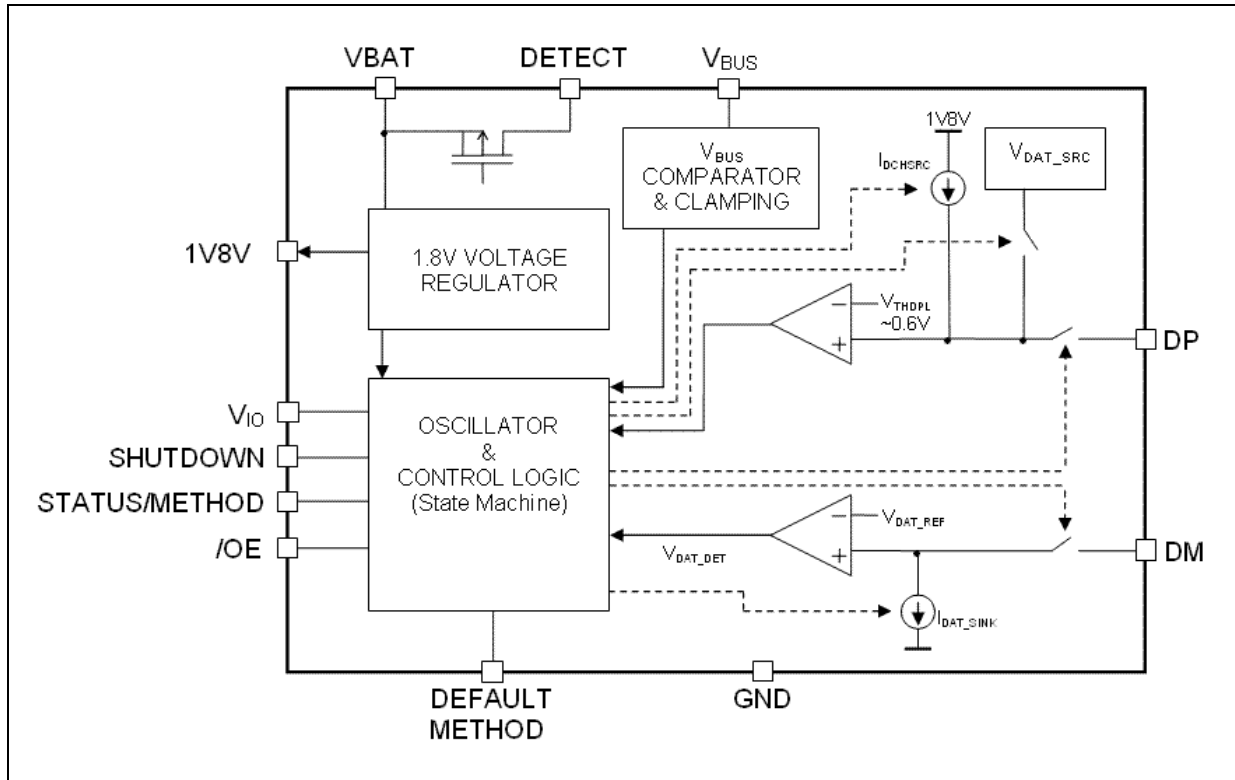 VBAT
DETECT
VBUS
1V8V
IDCHSRC
VDAT_SRC
VBUS
COMPARATOR
& CLAMPING
1V8V
1.8V VOLTAGE
REGULATOR
VTHDPL
~0.6V
−
+
DP
VIO
SHUTDOWN
STATUS/METHOD
/OE
OSCILLATOR
&
CONTROL LOGIC
(State Machine)
VDAT_REF
−
+
VDAT_DET
DM
IDAT_SINK
DEFAULT
METHOD
GND